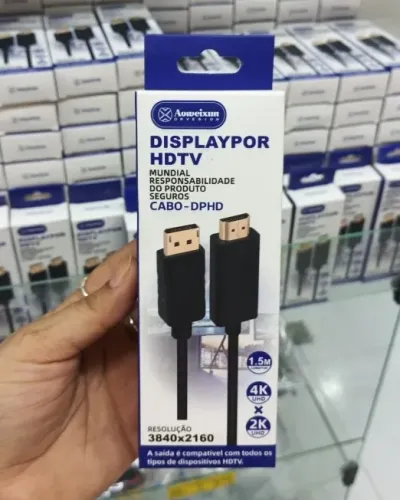 Aoweixun
DISPLAYPOR
HDTV
MUNDIAL
RESPONSABILIDADE
DO PRODUTO
SEGUROS
CABO-DPHD
1.5M
4K
UHD
×
2K
UHD
RESOLUÇÃO
3840x2160
A saída é compatível com todos os
tipos de dispositivos HDTV.